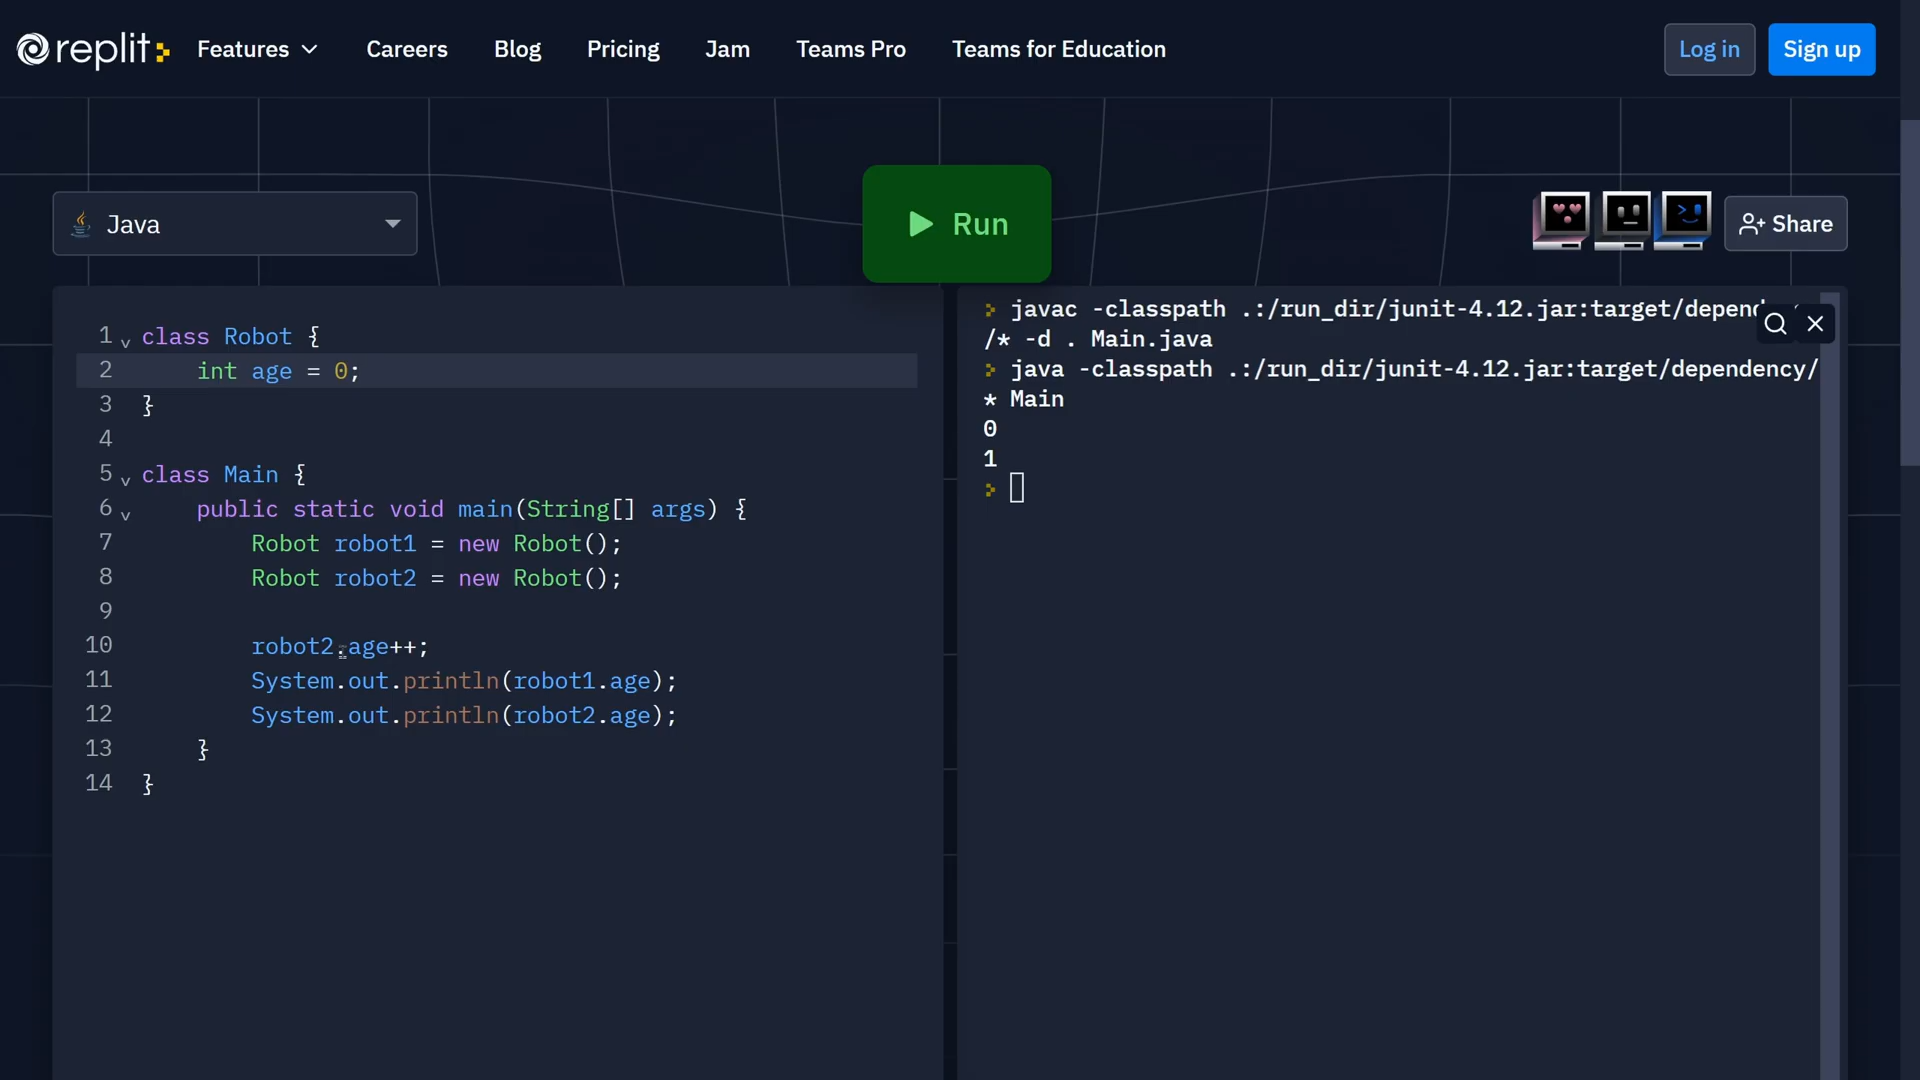 replit
Features
Careers
Blog
Pricing
Jam
Teams Pro
Teams for Education
Log in
Sign up
Java
Run
Share
1 class Robot {
2 int age = 0;
3 }
4
5 class Main {
6 public static void main(String[] args) {
7 Robot robot1 = new Robot();
8 Robot robot2 = new Robot();
9
10 robot2.age++;
11 System.out.println(robot1.age);
12 System.out.println(robot2.age);
13 }
14 }
javac -classpath .:/run_dir/junit-4.12.jar:target/depend
/* -d . Main.java
java -classpath .:/run_dir/junit-4.12.jar:target/dependency/
* Main
0
1